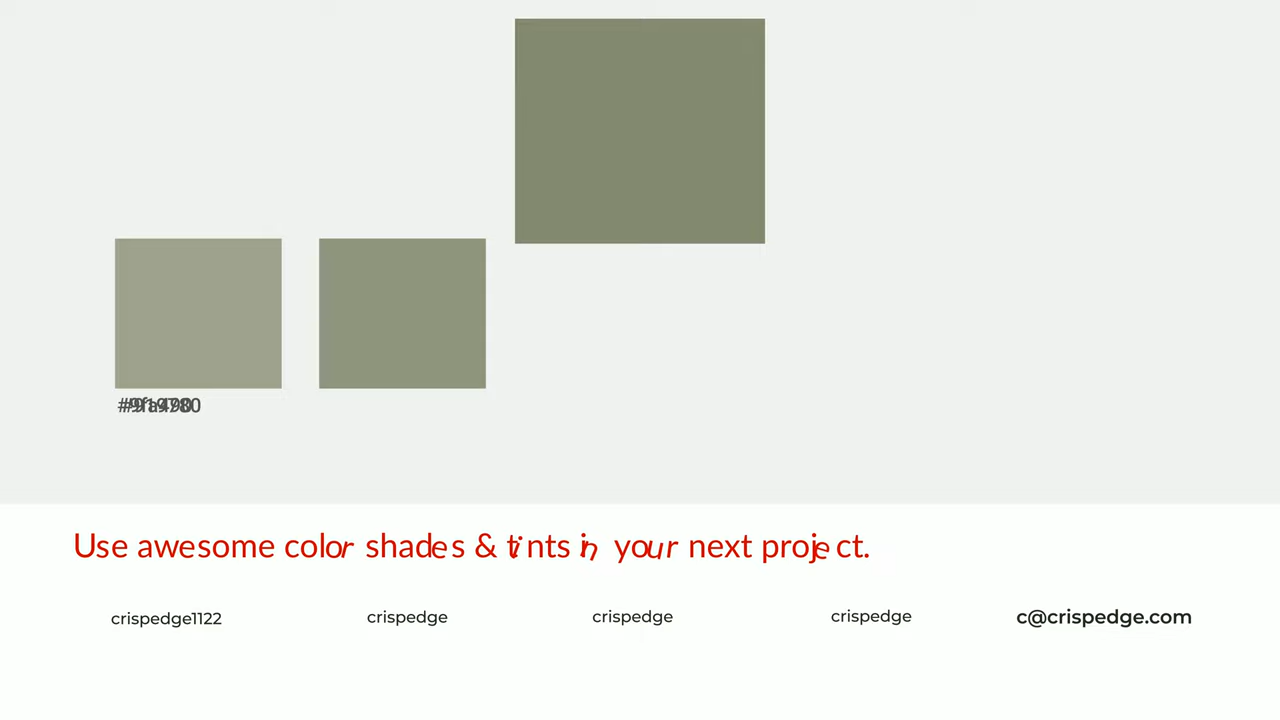 Use awesome color shades & tints in your next project.
crispedge1122 crispedge crispedge crispedge c@crispedge.com